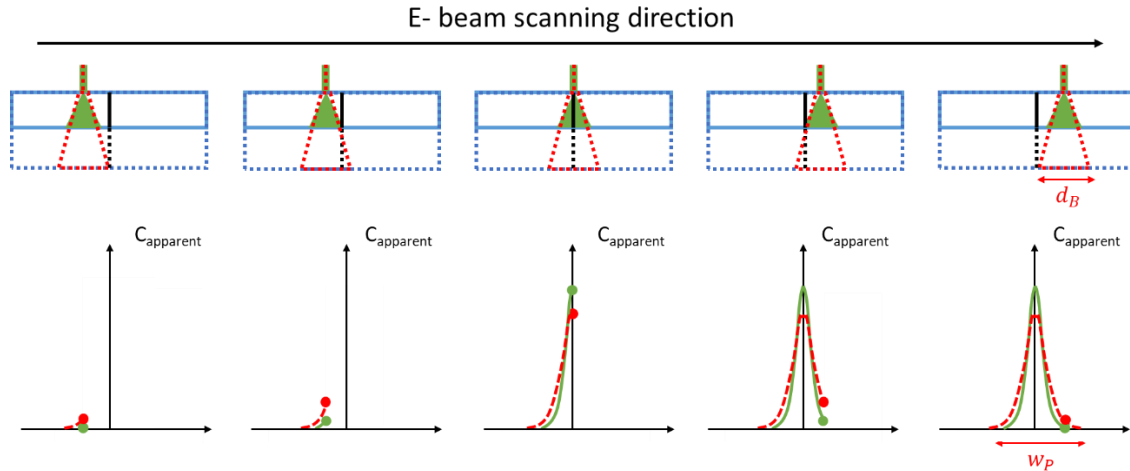 E- beam scanning direction
d_B
C_apparent
C_apparent
C_apparent
C_apparent
C_apparent
w_P